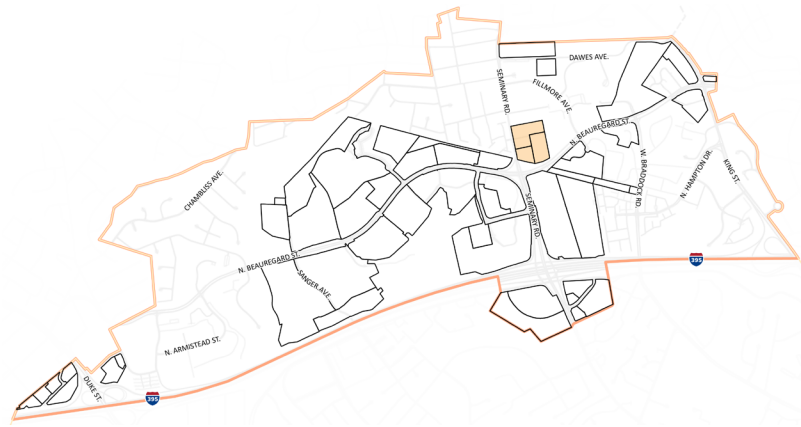 DAWES AVE.
SEMINARY RD.
FILLMORE AVE.
N. BEAUREGARD ST.
W. BRADDOCK RD.
N. HAMPTON DR.
KING ST.
CHAMBLISS AVE.
SEMINARY RD.
N. BEAUREGARD ST.
SANGER AVE.
395
N. ARMISTEAD ST.
DUKE ST.
395